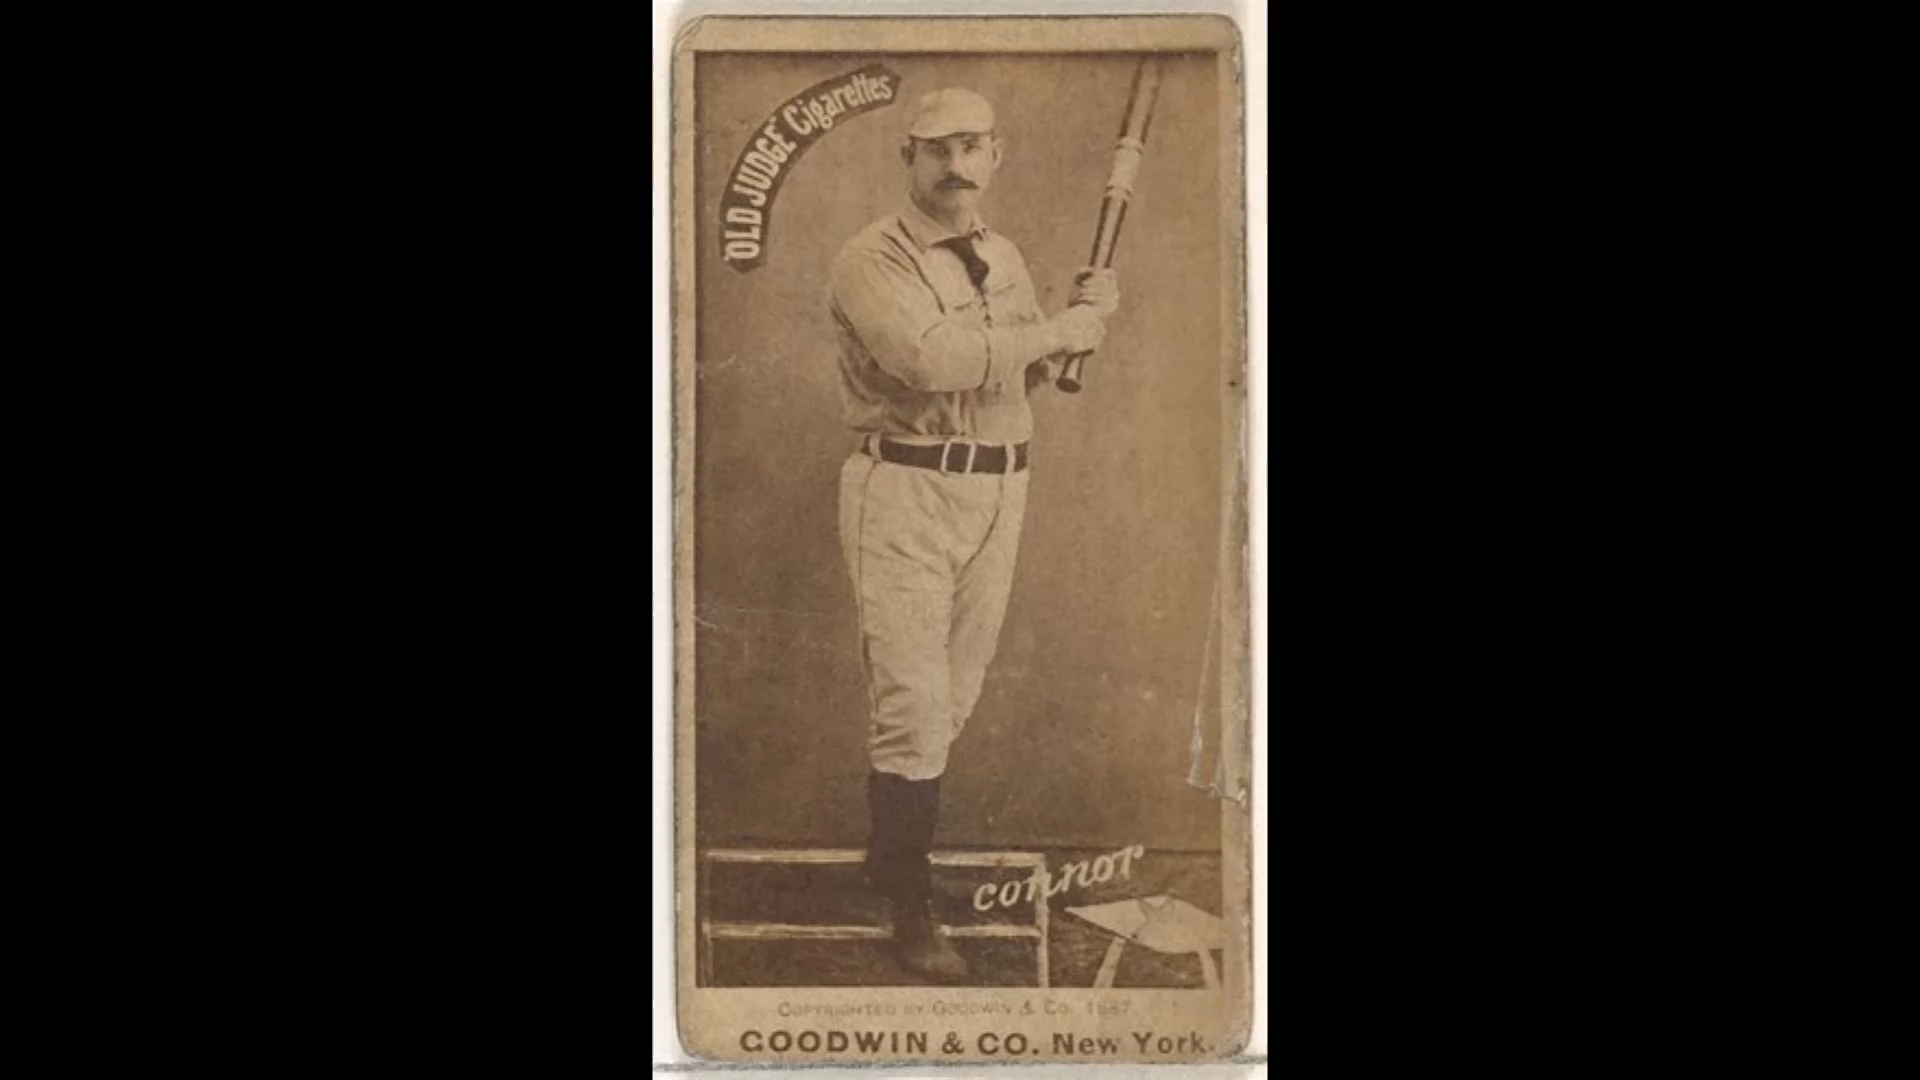 "OLD JUDGE" Cigarettes
connor
COPYRIGHTED BY GOODWIN & CO. 1887
GOODWIN & CO. New York.